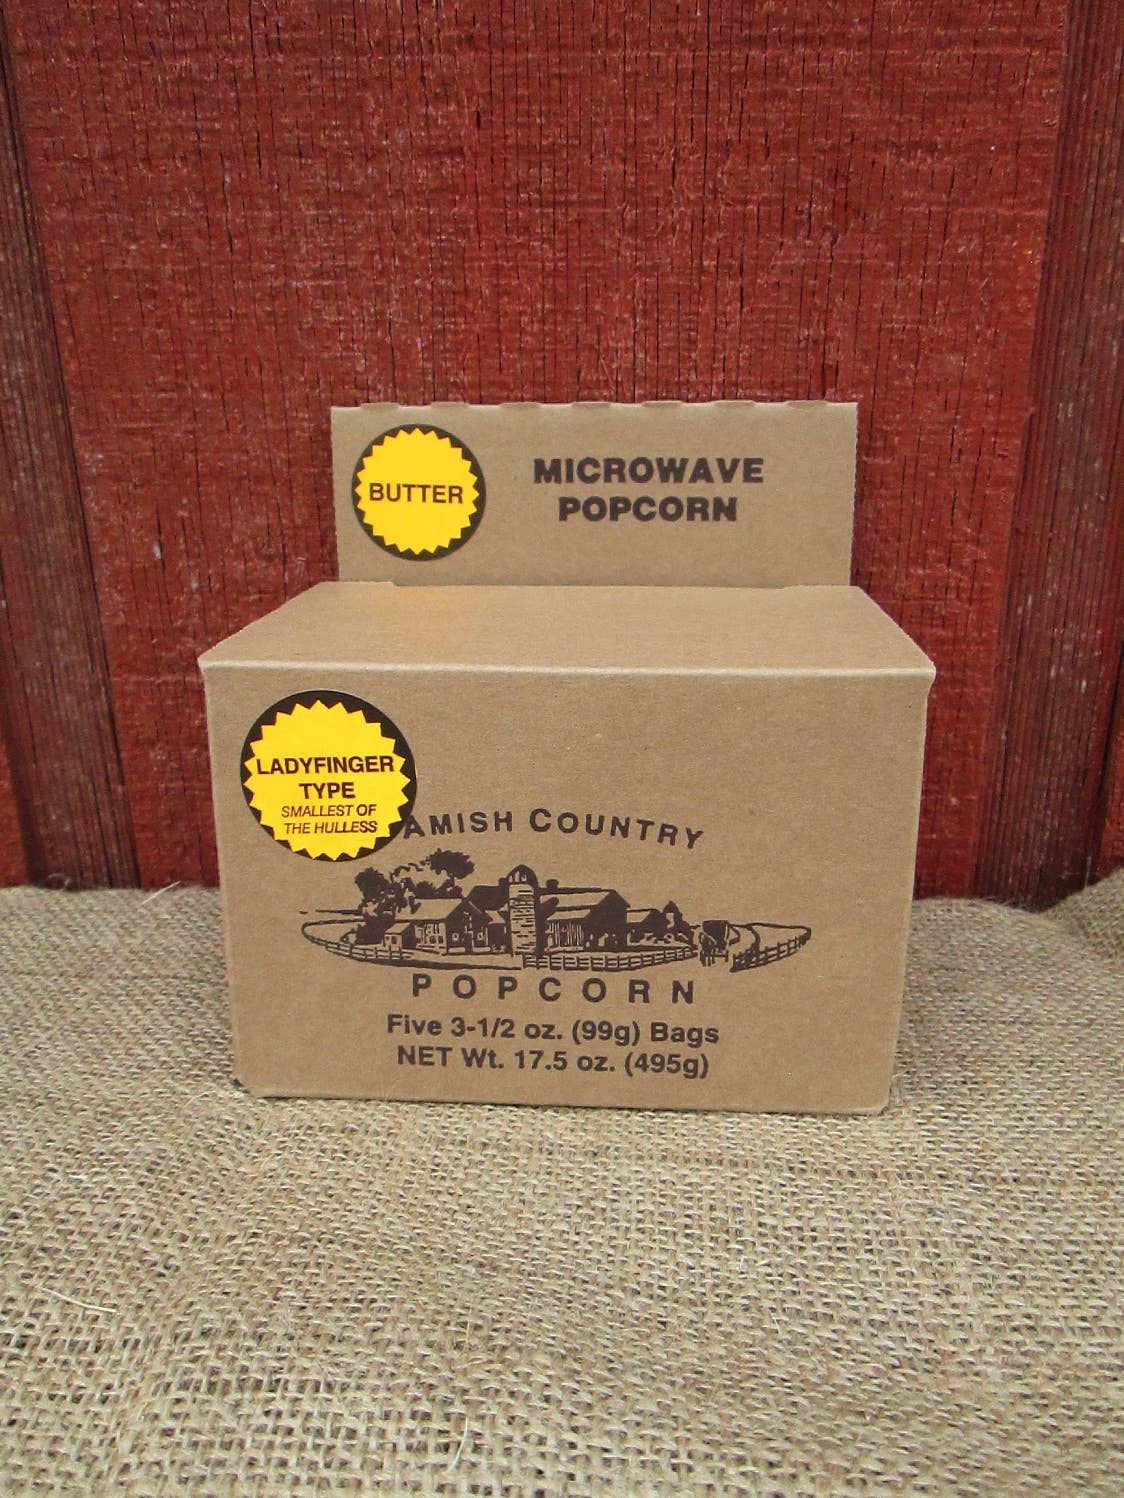 BUTTER
MICROWAVE
POPCORN
LADYFINGER
TYPE
SMALLEST OF
THE HULLESS
AMISH COUNTRY
POPCORN
Five 3-1/2 oz. (99g) Bags
NET Wt. 17.5 oz. (495g)